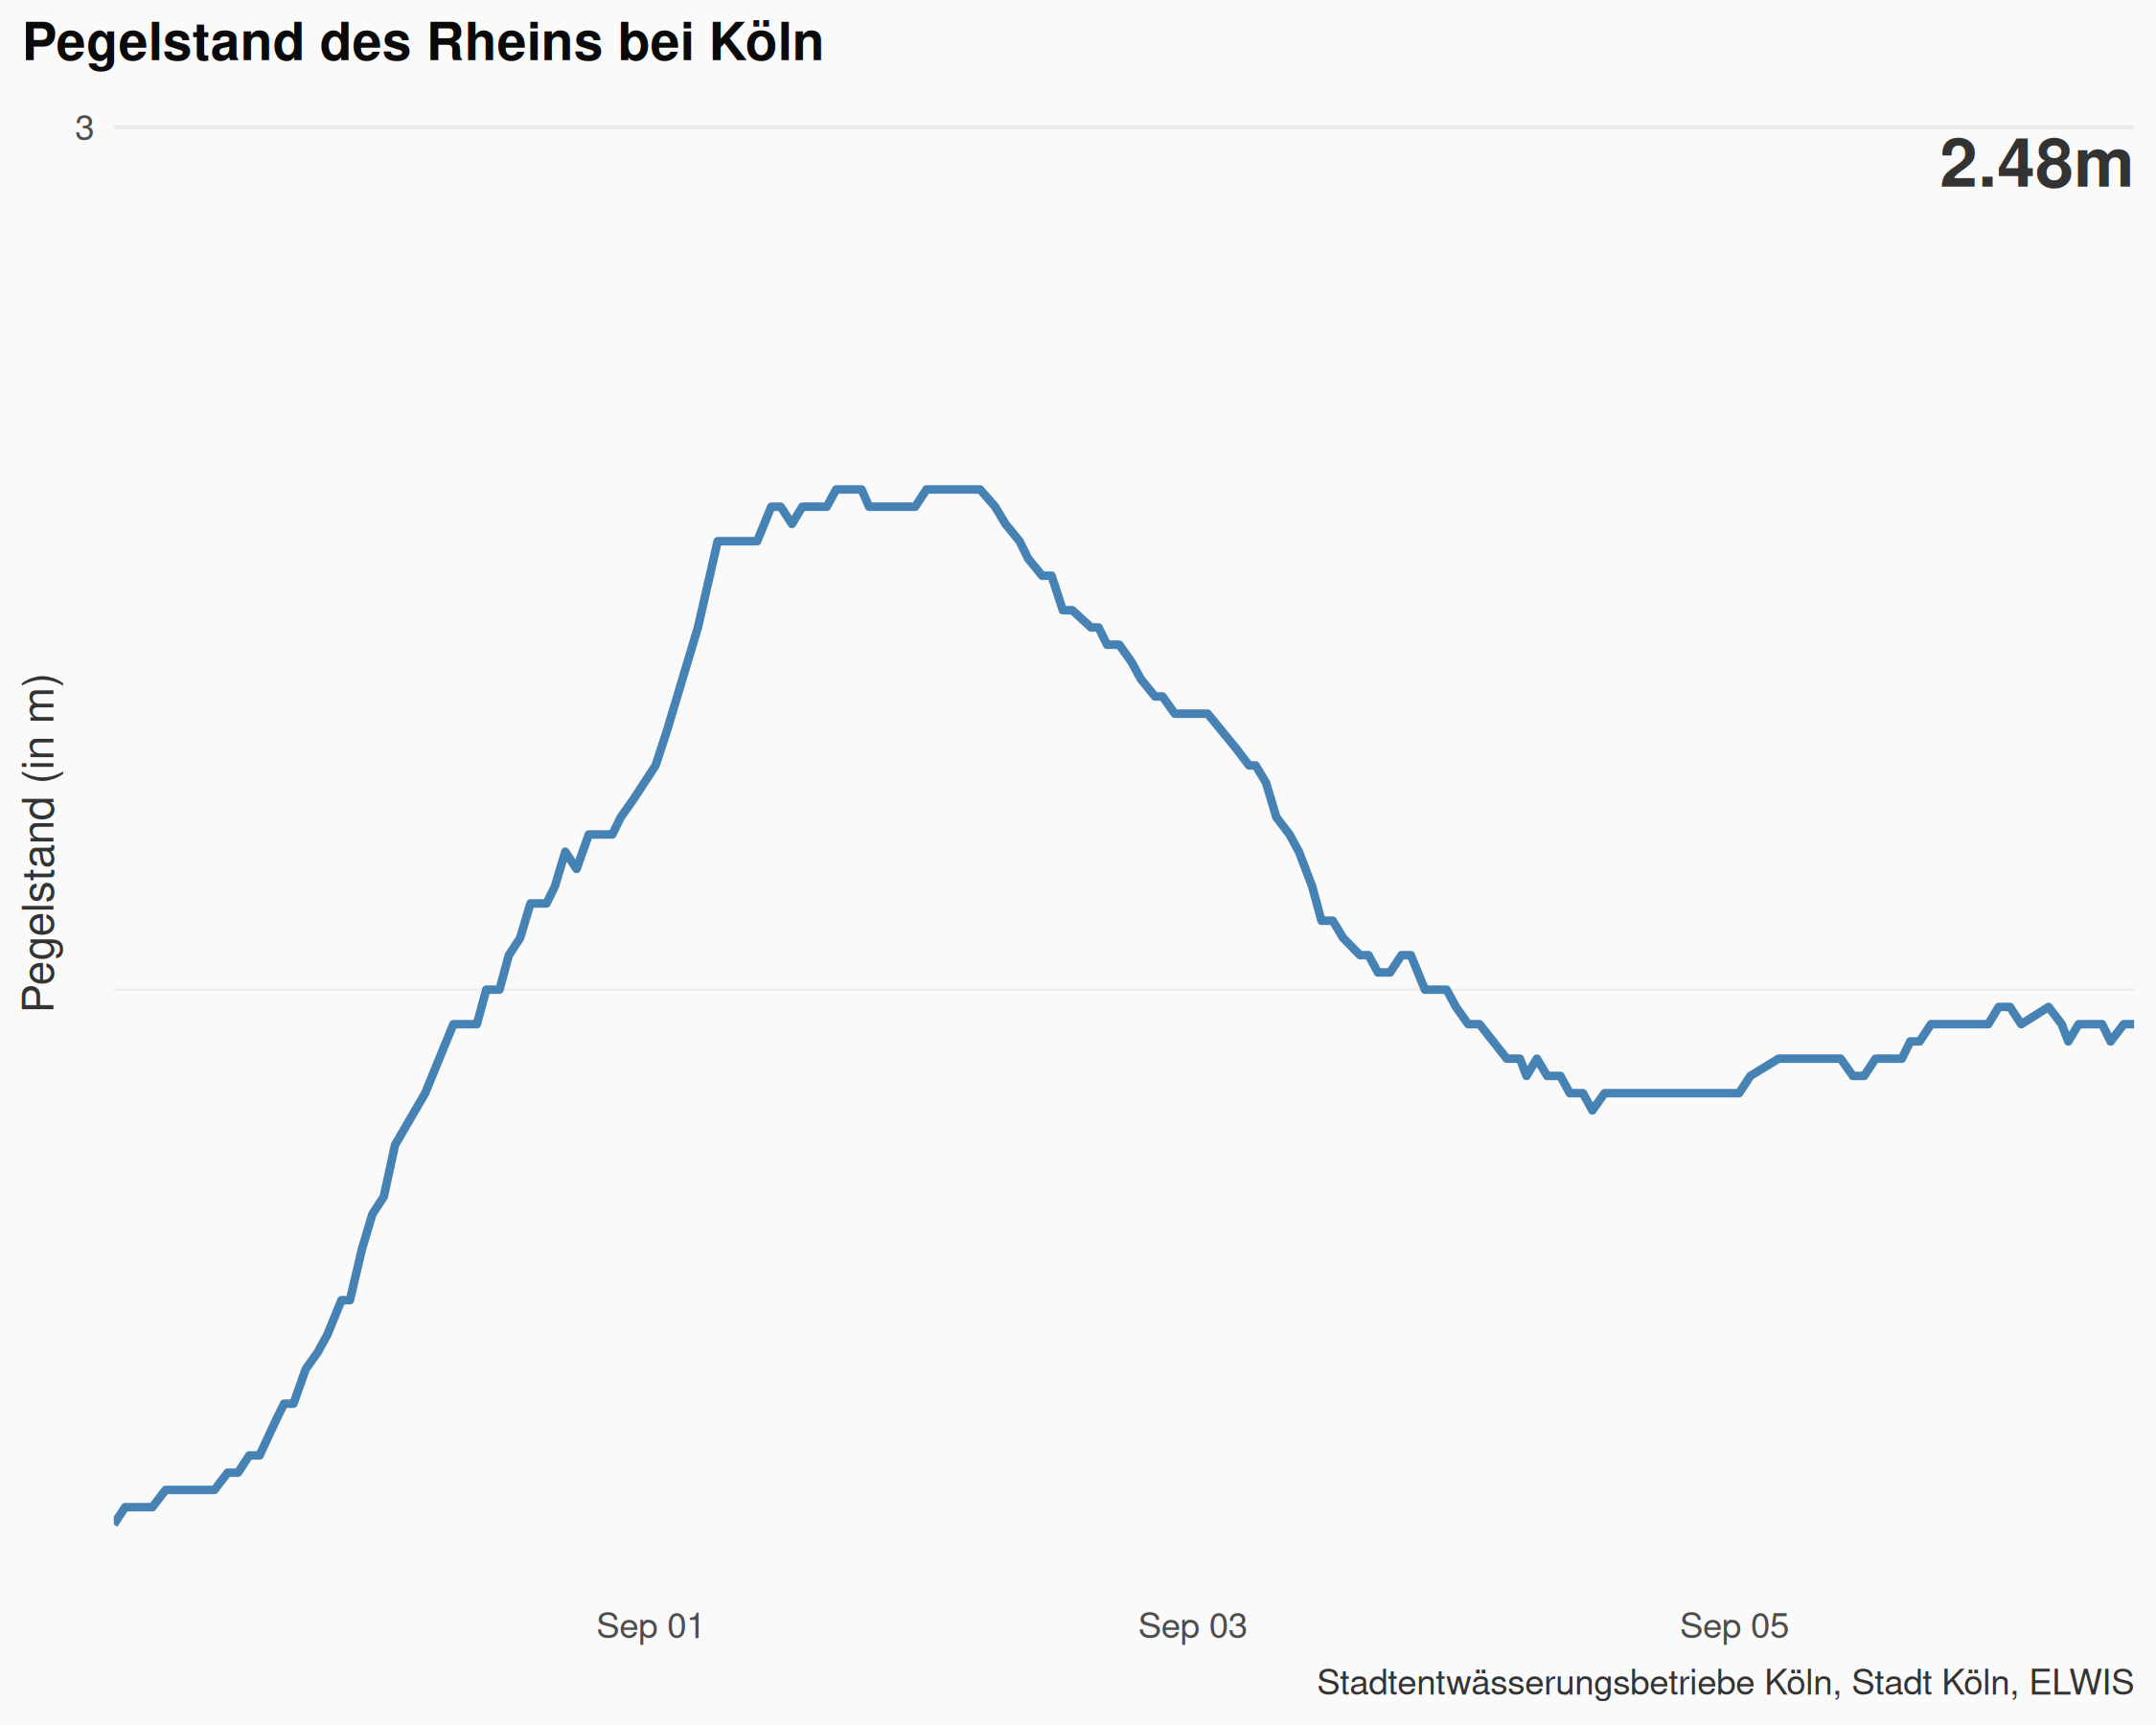 Pegelstand des Rheins bei Köln
3
2.48m
Pegelstand (in m)
Sep 01
Sep 03
Sep 05
Stadtentwässerungsbetriebe Köln, Stadt Köln, ELWIS